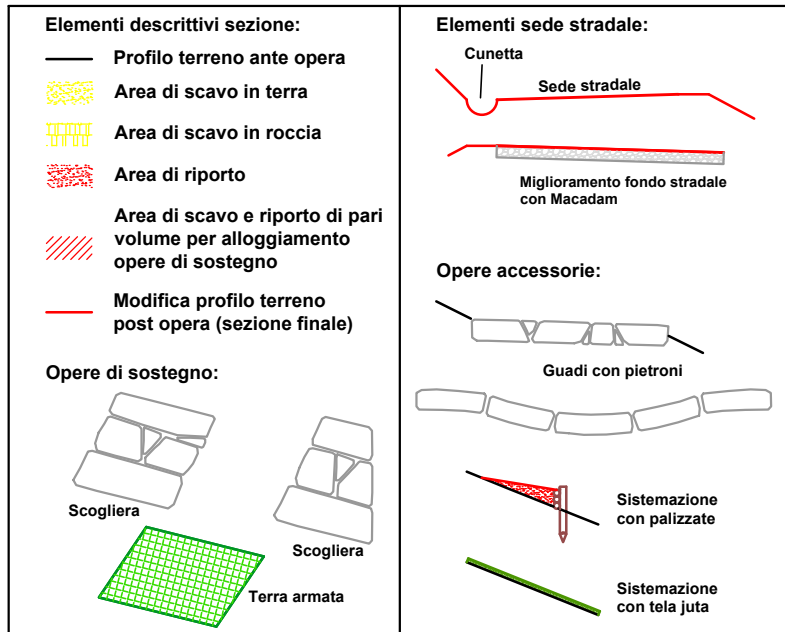 Elementi descrittivi sezione:
Profilo terreno ante opera
Area di scavo in terra
Area di scavo in roccia
Area di riporto
Area di scavo e riporto di pari
volume per alloggiamento
opere di sostegno
Modifica profilo terreno
post opera (sezione finale)
Opere di sostegno:
Scogliera
Scogliera
Terra armata
Elementi sede stradale:
Cunetta
Sede stradale
Miglioramento fondo stradale
con Macadam
Opere accessorie:
Guadi con pietroni
Sistemazione
con palizzate
Sistemazione
con tela juta